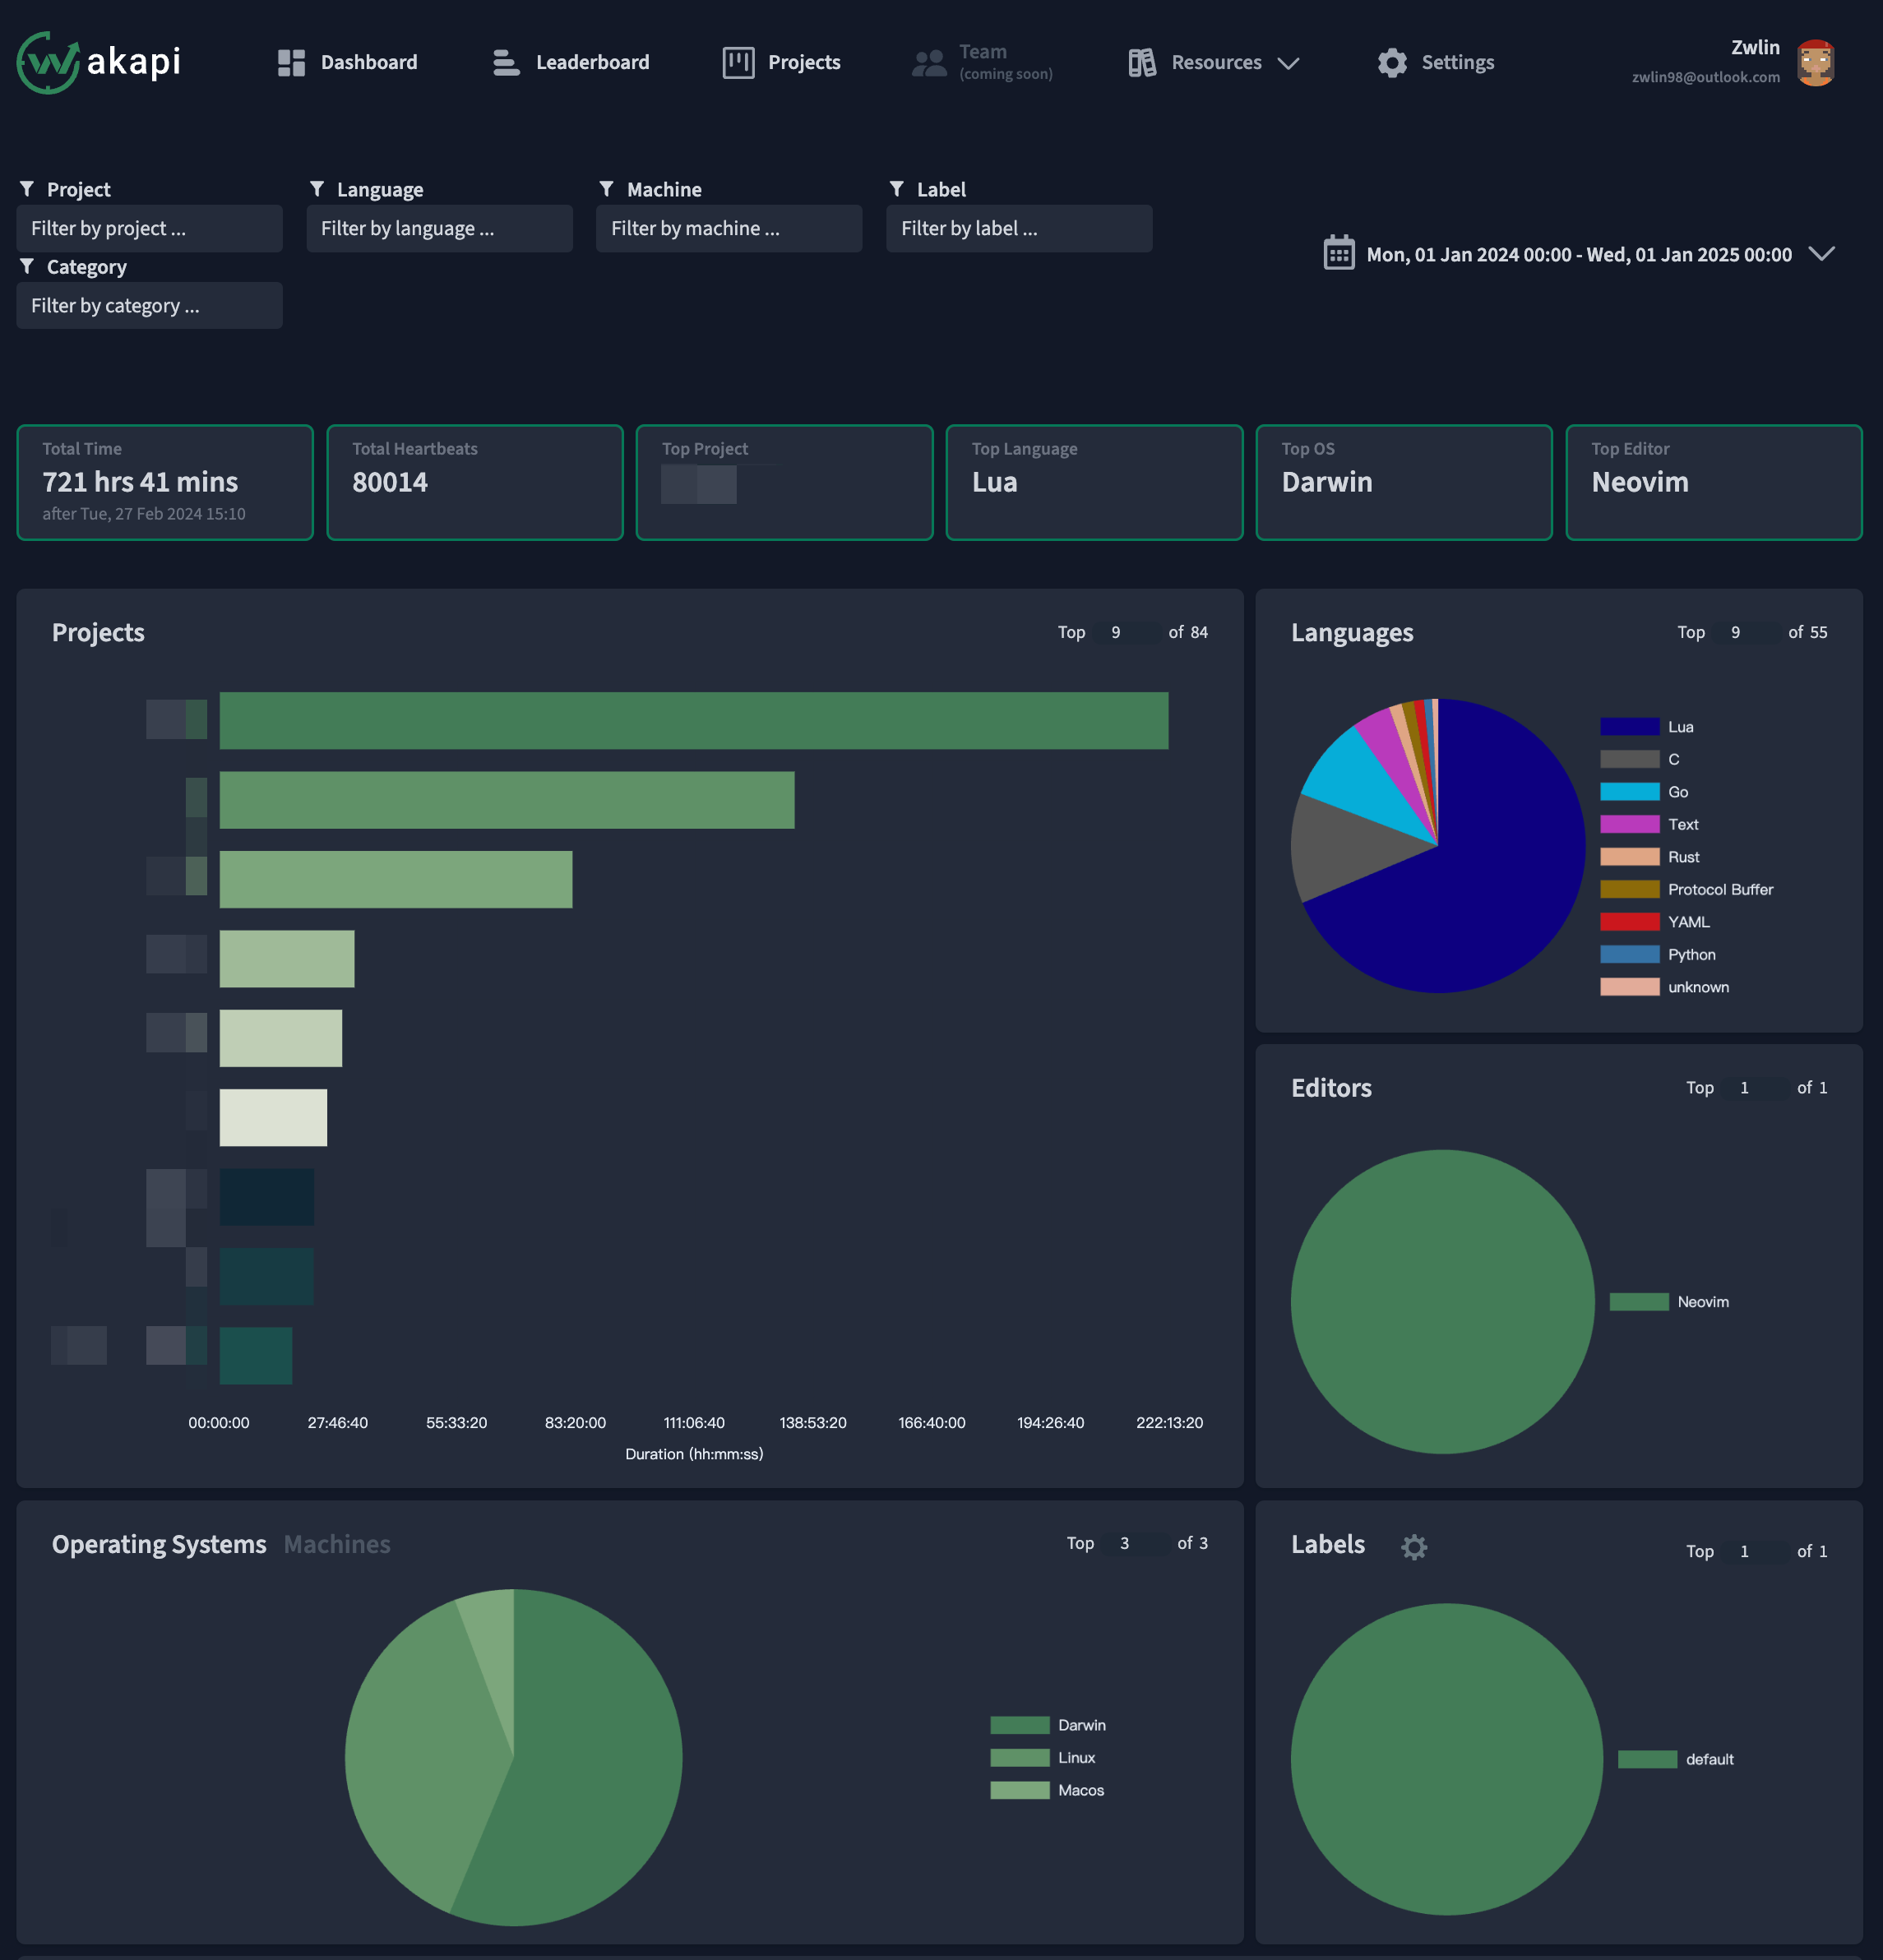 wakapi
Dashboard
Leaderboard
Projects
Team
(coming soon)
Resources
Settings
Zwlin
zwlin98@outlook.com
Project
Filter by project ...
Language
Filter by language ...
Machine
Filter by machine ...
Label
Filter by label ...
Category
Filter by category ...
Mon, 01 Jan 2024 00:00 - Wed, 01 Jan 2025 00:00
Total Time
721 hrs 41 mins
after Tue, 27 Feb 2024 15:10
Total Heartbeats
80014
Top Project
Top Language
Lua
Top OS
Darwin
Top Editor
Neovim
Projects
Top 9 of 84
00:00:00 27:46:40 55:33:20 83:20:00 111:06:40 138:53:20 166:40:00 194:26:40 222:13:20
Duration (hh:mm:ss)
Languages
Top 9 of 55
Lua
C
Go
Text
Rust
Protocol Buffer
YAML
Python
unknown
Editors
Top 1 of 1
Neovim
Operating Systems Machines
Top 3 of 3
Darwin
Linux
Macos
Labels
Top 1 of 1
default